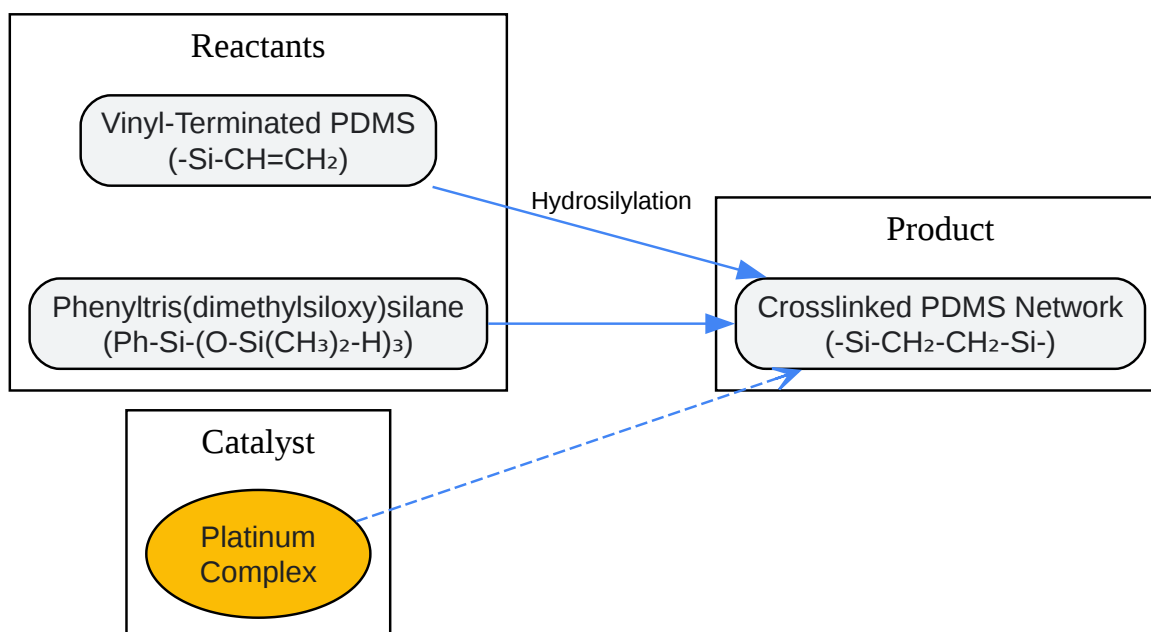 Reactants
Vinyl-Terminated PDMS
(-Si-CH=CH₂)
Hydrosilylation
Phenyltris(dimethylsiloxy)silane
(Ph-Si-(O-Si(CH₃)₂-H)₃)
Product
Crosslinked PDMS Network
(-Si-CH₂-CH₂-Si-)
Catalyst
Platinum
Complex